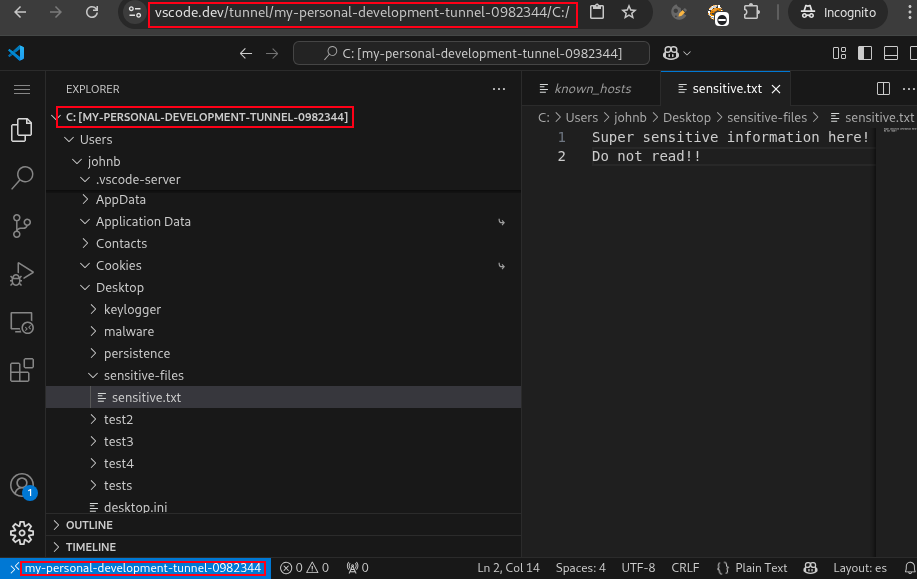 vscode.dev/tunnel/my-personal-development-tunnel-0982344/C:/
Incognito
C: [my-personal-development-tunnel-0982344]
EXPLORER
C: [MY-PERSONAL-DEVELOPMENT-TUNNEL-0982344]
Users
johnb
.vscode-server
AppData
Application Data
Contacts
Cookies
Desktop
keylogger
malware
persistence
sensitive-files
sensitive.txt
test2
test3
test4
tests
desktop.ini
OUTLINE
TIMELINE
known_hosts
sensitive.txt
C: > Users > johnb > Desktop > sensitive-files > sensitive.txt
1 Super sensitive information here!
2 Do not read!!
1
my-personal-development-tunnel-0982344 0 0 0 Ln 2, Col 14 Spaces: 4 UTF-8 CRLF {} Plain Text Layout: es